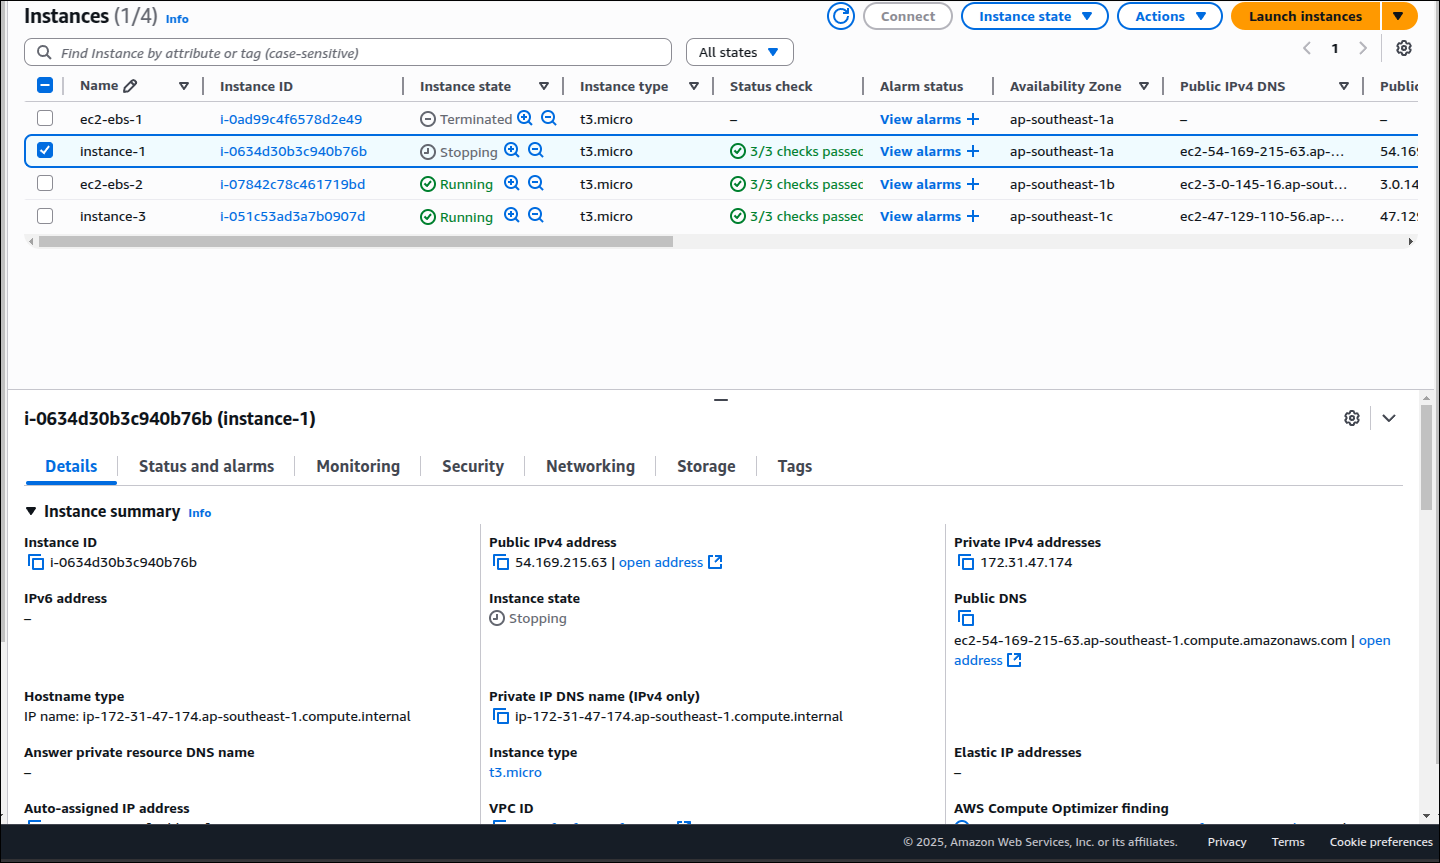 Instances (1/4) Info
Connect
Instance state
Actions
Launch instances
Find Instance by attribute or tag (case-sensitive)
All states
1
Name Instance ID Instance state Instance type Status check Alarm status Availability Zone Public IPv4 DNS Public
ec2-ebs-1 i-0ad99c4f6578d2e49 Terminated t3.micro – View alarms + ap-southeast-1a – –
instance-1 i-0634d30b3c940b76b Stopping t3.micro 3/3 checks passed View alarms + ap-southeast-1a ec2-54-169-215-63.ap-... 54.169
ec2-ebs-2 i-07842c78c461719bd Running t3.micro 3/3 checks passed View alarms + ap-southeast-1b ec2-3-0-145-16.ap-sout... 3.0.14
instance-3 i-051c53ad3a7b0907d Running t3.micro 3/3 checks passed View alarms + ap-southeast-1c ec2-47-129-110-56.ap-... 47.129
i-0634d30b3c940b76b (instance-1)
Details Status and alarms Monitoring Security Networking Storage Tags
Instance summary Info
Instance ID
i-0634d30b3c940b76b
Public IPv4 address
54.169.215.63 | open address
Private IPv4 addresses
172.31.47.174
IPv6 address
–
Instance state
Stopping
Public DNS
ec2-54-169-215-63.ap-southeast-1.compute.amazonaws.com | open
address
Hostname type
IP name: ip-172-31-47-174.ap-southeast-1.compute.internal
Private IP DNS name (IPv4 only)
ip-172-31-47-174.ap-southeast-1.compute.internal
Answer private resource DNS name
–
Instance type
t3.micro
Elastic IP addresses
–
Auto-assigned IP address
VPC ID
AWS Compute Optimizer finding
© 2025, Amazon Web Services, Inc. or its affiliates. Privacy Terms Cookie preferences